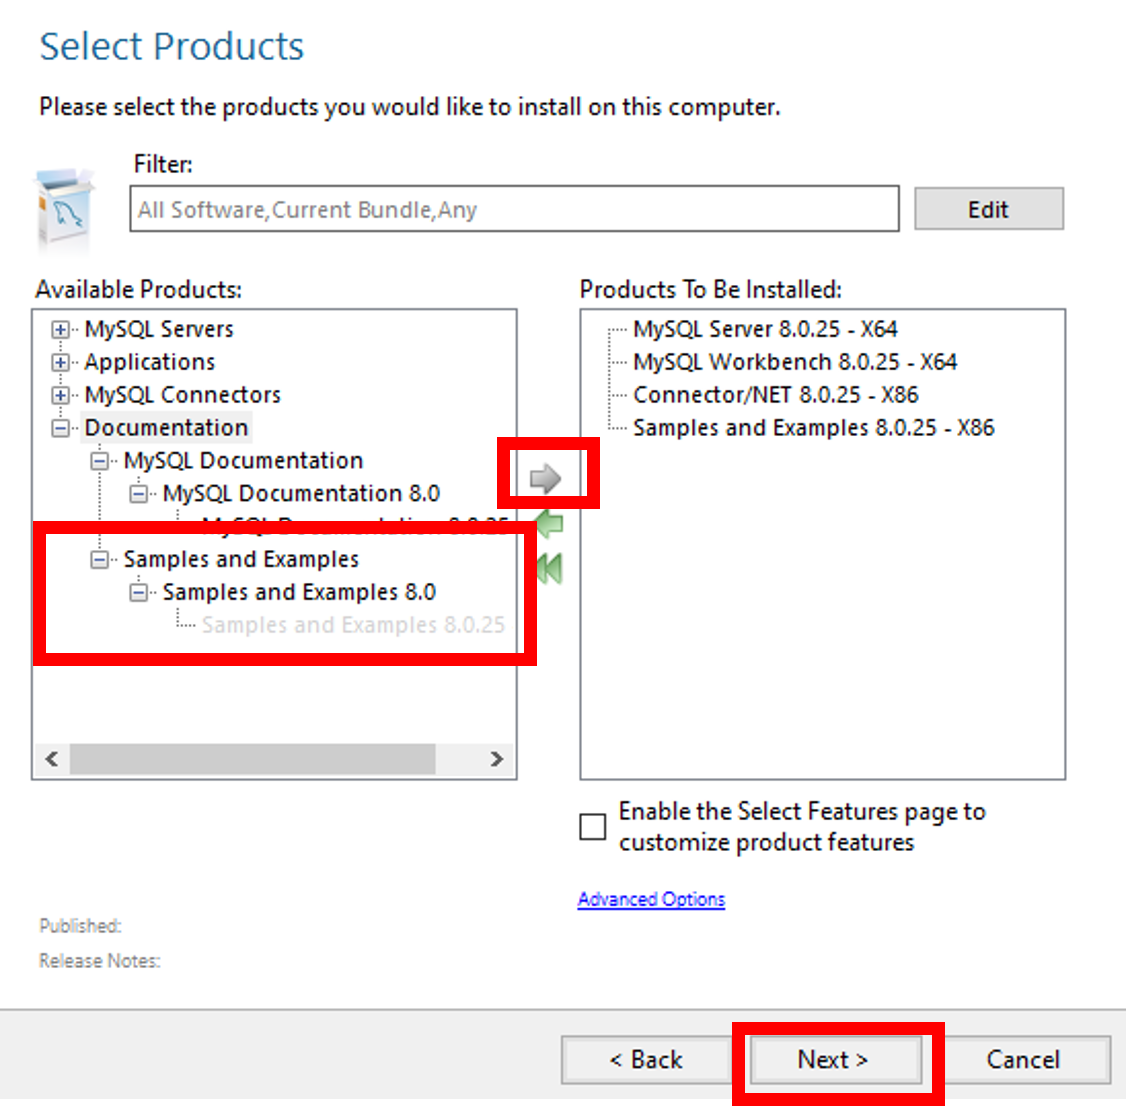 Select Products
Please select the products you would like to install on this computer.
Filter:
All Software,Current Bundle,Any
Edit
Available Products:
MySQL Servers
Applications
MySQL Connectors
Documentation
MySQL Documentation
MySQL Documentation 8.0
MySQL Documentation 8.0.25
Samples and Examples
Samples and Examples 8.0
Samples and Examples 8.0.25
Products To Be Installed:
MySQL Server 8.0.25 - X64
MySQL Workbench 8.0.25 - X64
Connector/NET 8.0.25 - X86
Samples and Examples 8.0.25 - X86
Enable the Select Features page to
customize product features
Advanced Options
Published:
Release Notes:
< Back
Next >
Cancel